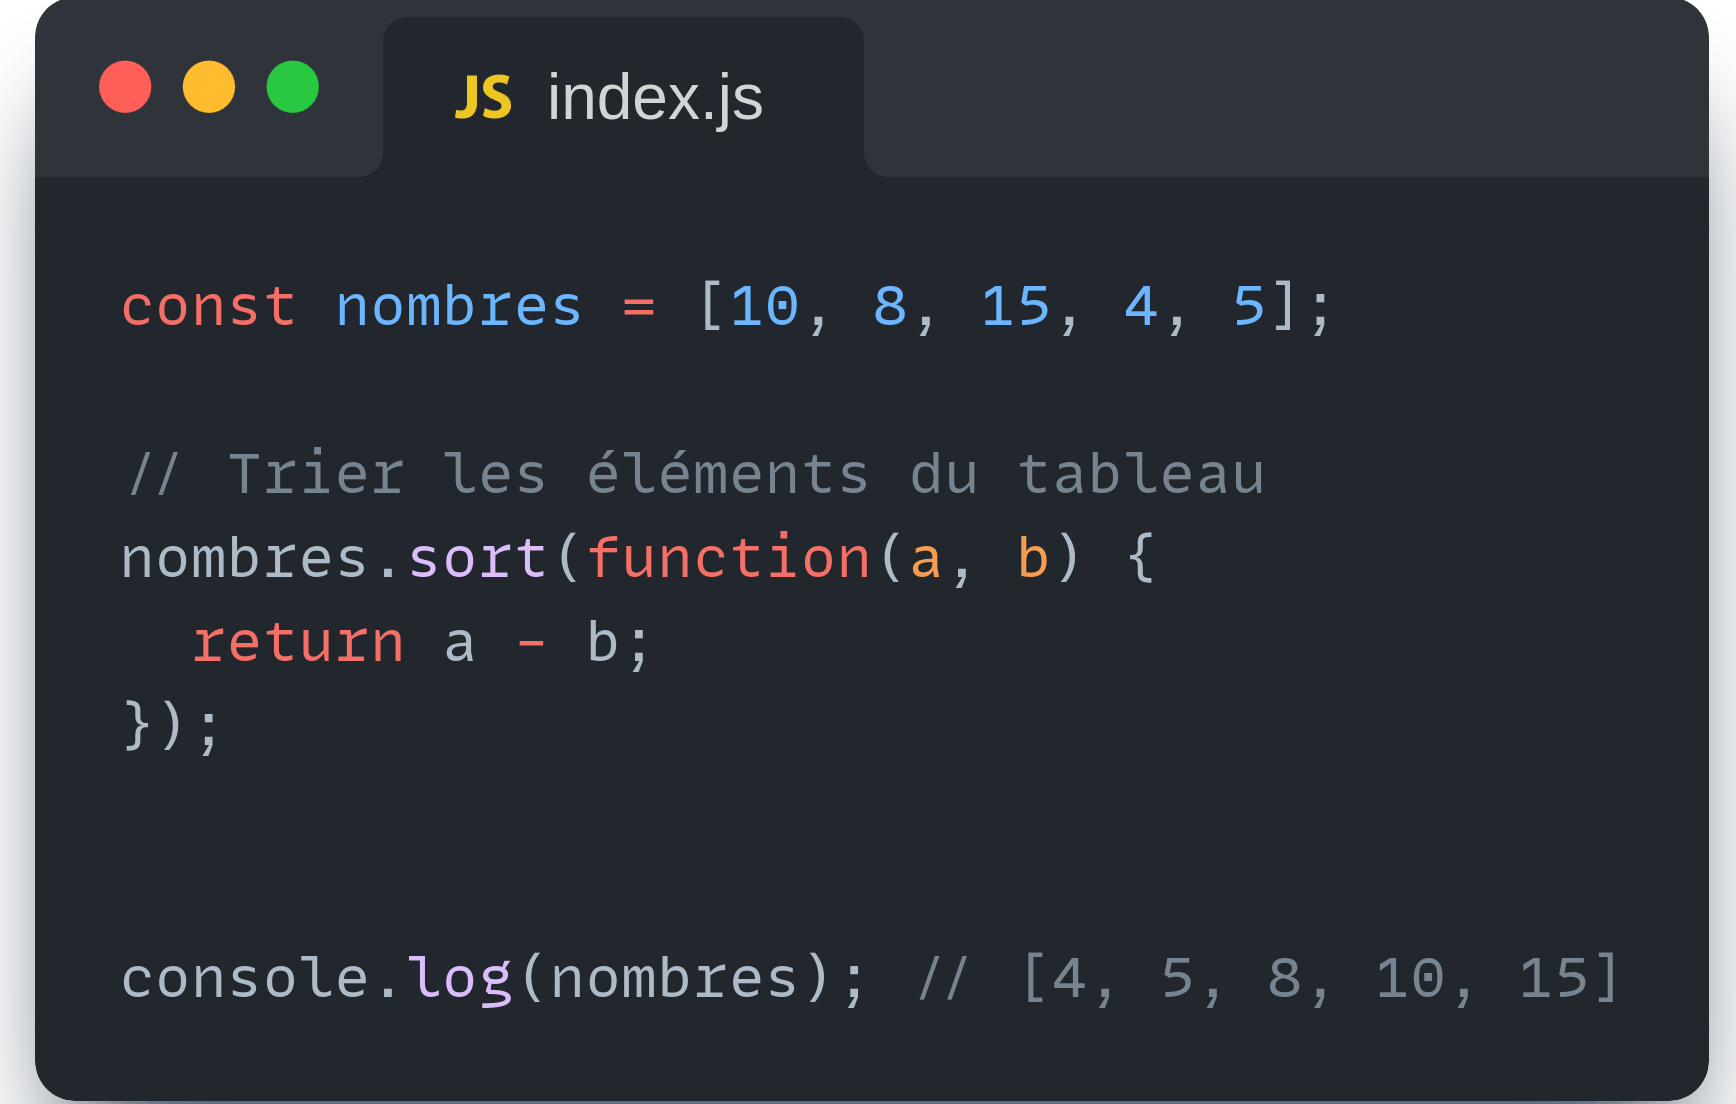 JS index.js
const nombres = [10, 8, 15, 4, 5];
// Trier les éléments du tableau
nombres.sort(function(a, b) {
  return a - b;
});
console.log(nombres); // [4, 5, 8, 10, 15]